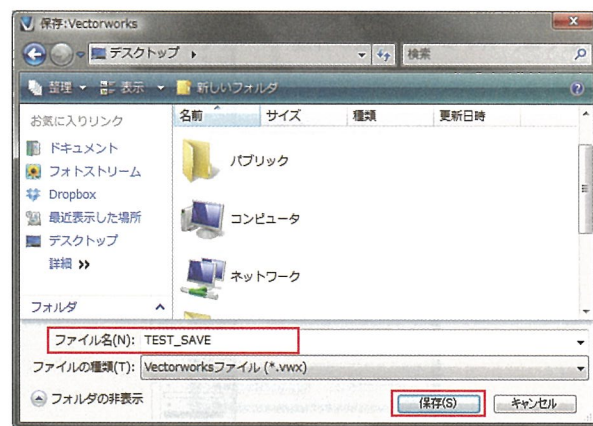 保存:Vectorworks
デスクトップ
検索
整理 表示 新しいフォルダ
お気に入りリンク
名前 サイズ 種類 更新日時
ドキュメント
フォトストリーム
Dropbox
最近表示した場所
デスクトップ
詳細 »
パブリック
コンピュータ
ネットワーク
フォルダ
ファイル名(N): TEST_SAVE
ファイルの種類(T): Vectorworksファイル (*.vwx)
フォルダの非表示
保存(S) キャンセル